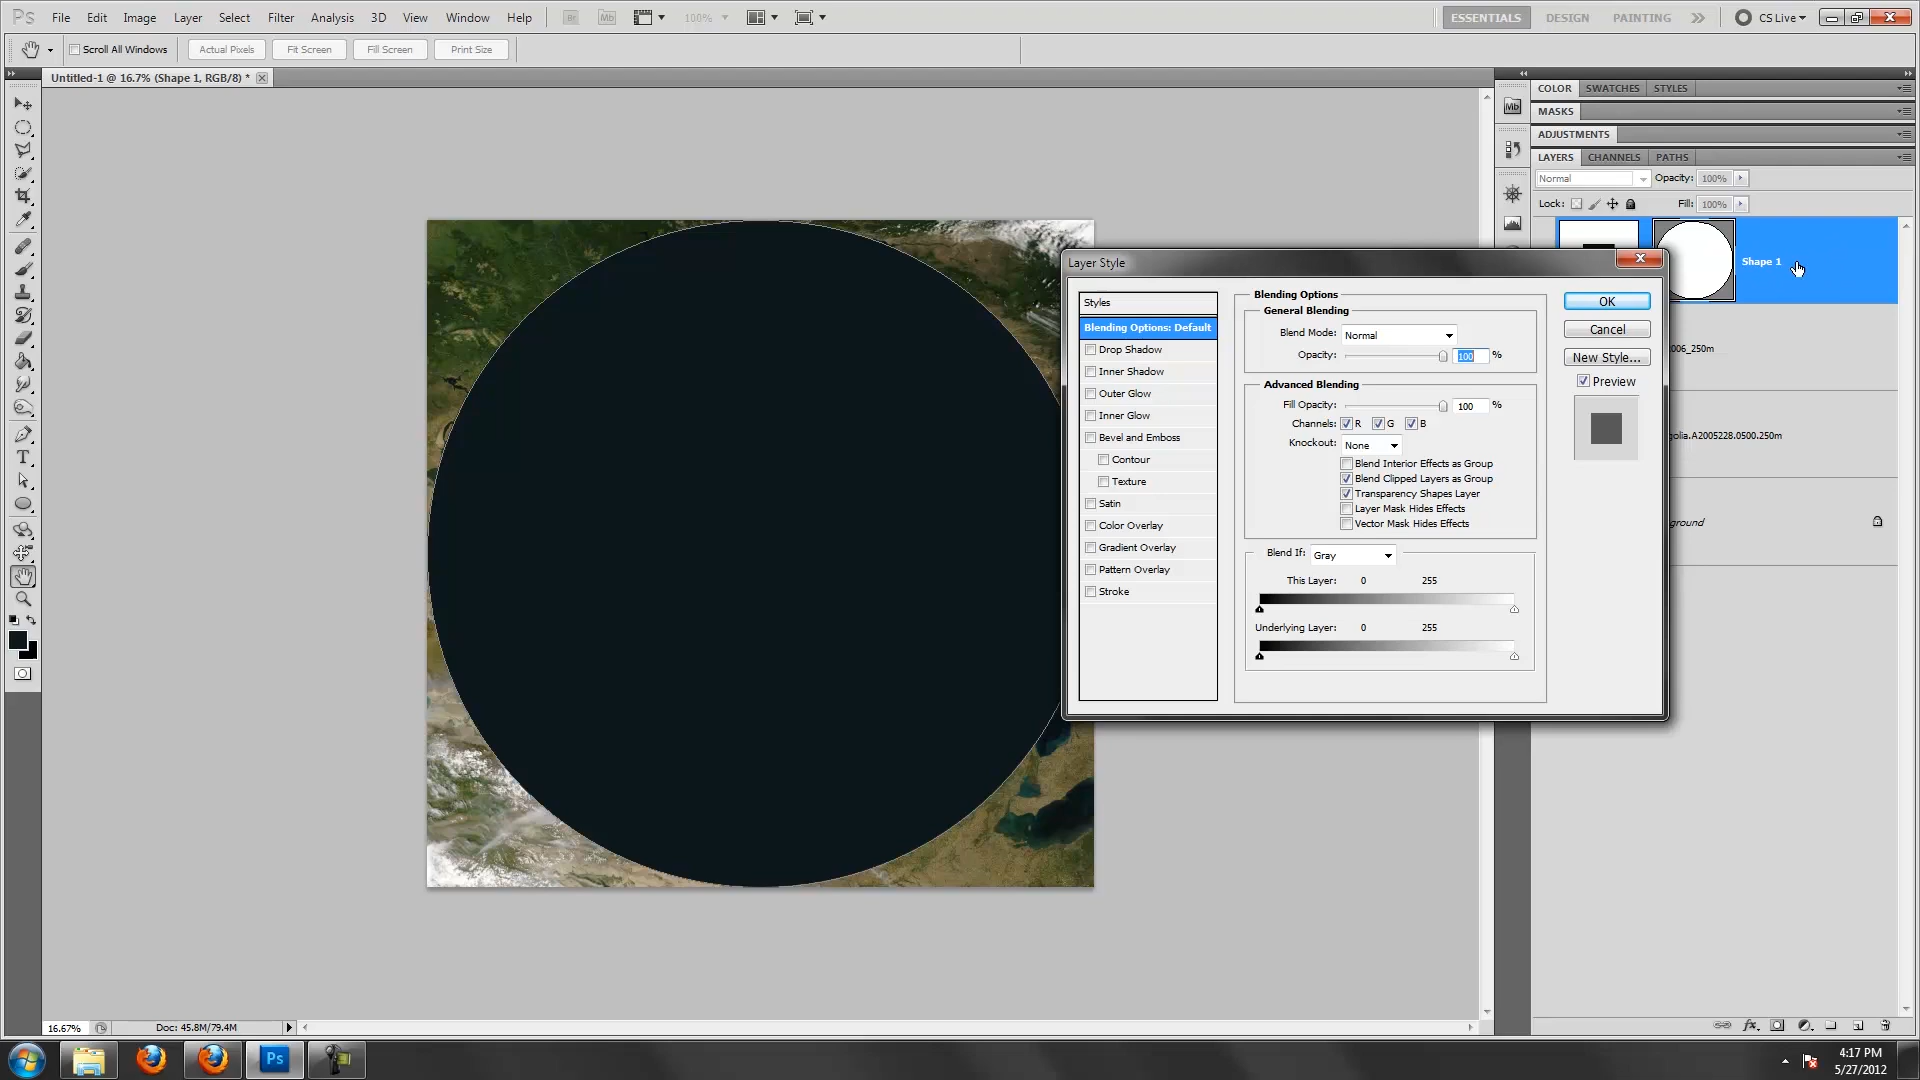 Ps File Edit Image Layer Select Filter Analysis 3D View Window Help Br Mb 100% ESSENTIALS DESIGN PAINTING CS Live
Scroll All Windows Actual Pixels Fit Screen Fill Screen Print Size
Untitled-1 @ 16.7% (Shape 1, RGB/8) *
COLOR SWATCHES STYLES
Mb
MASKS
ADJUSTMENTS
LAYERS CHANNELS PATHS
Normal Opacity: 100%
Lock: Fill: 100%
Shape 1
006_250m
golia.A2005228.0500.250m
ground
Layer Style
Styles
Blending Options: Default
Drop Shadow
Inner Shadow
Outer Glow
Inner Glow
Bevel and Emboss
Contour
Texture
Satin
Color Overlay
Gradient Overlay
Pattern Overlay
Stroke
Blending Options
General Blending
Blend Mode: Normal
Opacity: 100 %
Advanced Blending
Fill Opacity: 100 %
Channels: R G B
Knockout: None
Blend Interior Effects as Group
Blend Clipped Layers as Group
Transparency Shapes Layer
Layer Mask Hides Effects
Vector Mask Hides Effects
Blend If: Gray
This Layer: 0 255
Underlying Layer: 0 255
OK
Cancel
New Style...
Preview
T
16.67% Doc: 45.8M/79.4M
fx
Ps
4:17 PM
5/27/2012